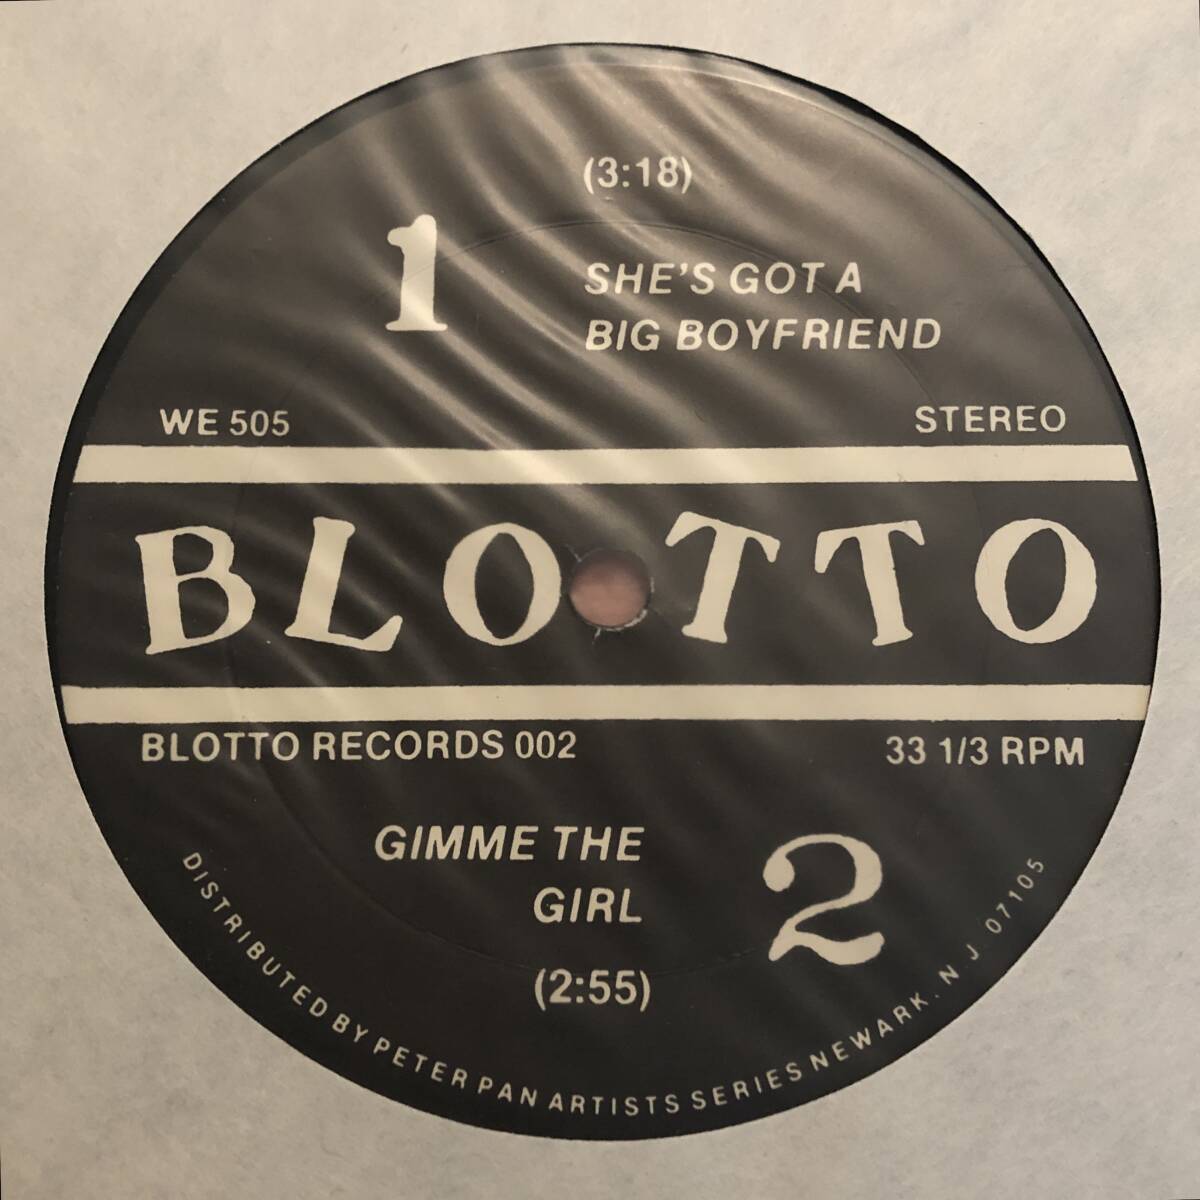 (3:18)
1
SHE'S GOT A
BIG BOYFRIEND
WE 505
STEREO
BLOTTO
BLOTTO RECORDS 002
33 1/3 RPM
GIMME THE
GIRL
2
(2:55)
DISTRIBUTED BY PETER PAN ARTISTS SERIES NEWARK, N.J. 07105